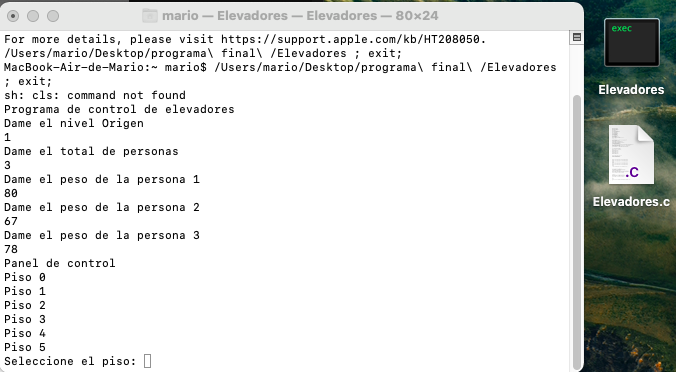 mario — Elevadores — Elevadores — 80×24
For more details, please visit https://support.apple.com/kb/HT208050.
/Users/mario/Desktop/programa\ final\ /Elevadores ; exit;
MacBook-Air-de-Mario:~ mario$ /Users/mario/Desktop/programa\ final\ /Elevadores
; exit;
sh: cls: command not found
Programa de control de elevadores
Dame el nivel Origen
1
Dame el total de personas
3
Dame el peso de la persona 1
80
Dame el peso de la persona 2
67
Dame el peso de la persona 3
78
Panel de control
Piso 0
Piso 1
Piso 2
Piso 3
Piso 4
Piso 5
Seleccione el piso:
exec
Elevadores
.C
Elevadores.c